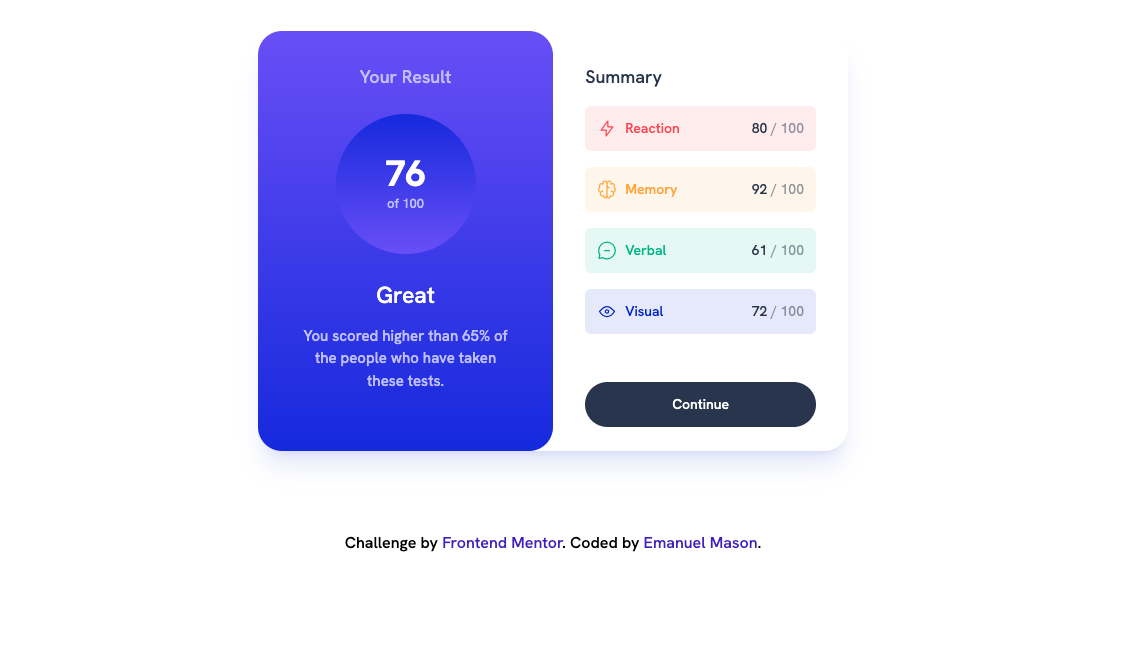 Your Result
76
of 100
Great
You scored higher than 65% of
the people who have taken
these tests.
Summary
Reaction 80 / 100
Memory 92 / 100
Verbal 61 / 100
Visual 72 / 100
Continue
Challenge by Frontend Mentor. Coded by Emanuel Mason.